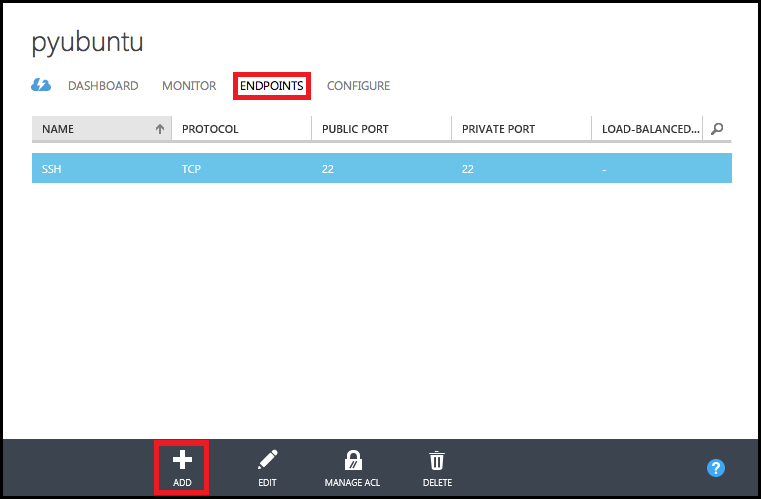 pyubuntu
DASHBOARD MONITOR ENDPOINTS CONFIGURE
NAME PROTOCOL PUBLIC PORT PRIVATE PORT LOAD-BALANCED...
SSH TCP 22 22 -
ADD EDIT MANAGE ACL DELETE ?